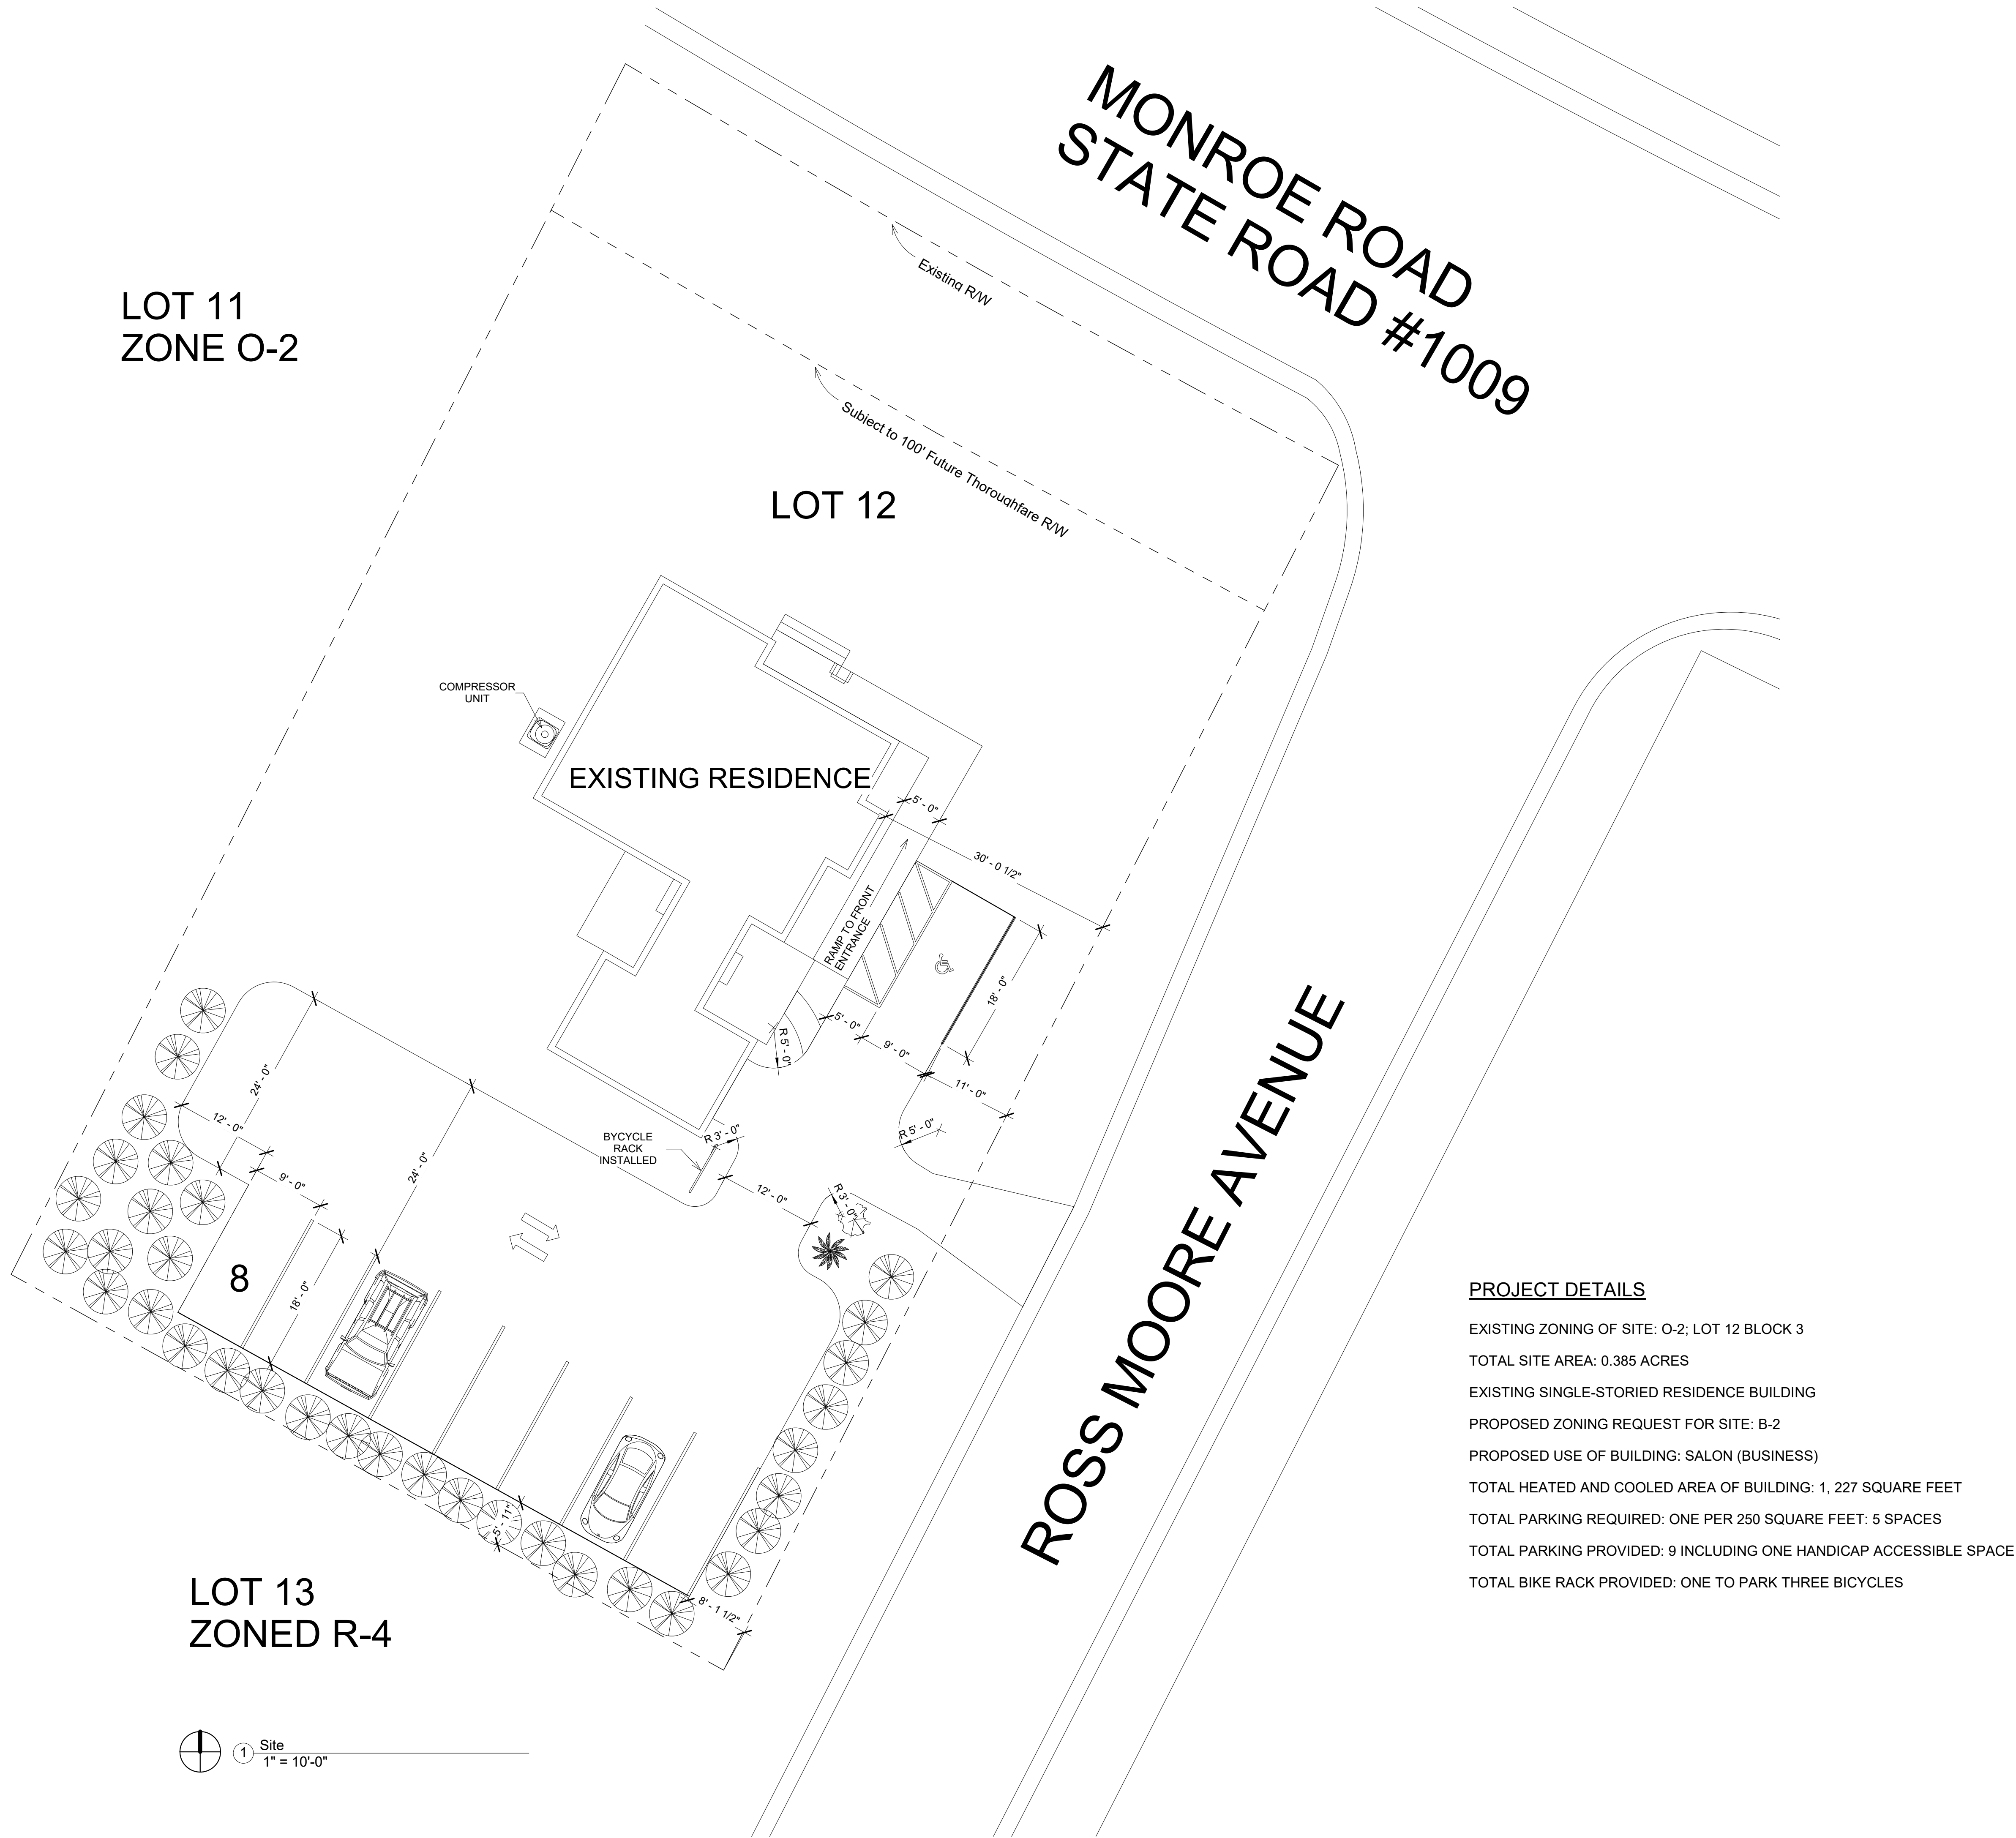 MONROE ROAD
STATE ROAD #1009
Existing R/W
LOT 11
ZONE O-2
Subject to 100' Future Thoroughfare R/W
LOT 12
COMPRESSOR
UNIT
EXISTING RESIDENCE
5' - 0"
30' - 0 1/2"
RAMP TO FRONT
ENTRANCE
18' - 0"
5' - 0"
R 5' - 0"
9' - 0"
11' - 0"
R 5' - 0"
24' - 0"
12' - 0"
9' - 0"
24' - 0"
BYCYCLE
RACK
INSTALLED
R 3' - 0"
12' - 0"
R 3' - 0"
8
18' - 0"
5' - 11"
8' - 1 1/2"
ROSS MOORE AVENUE
LOT 13
ZONED R-4
PROJECT DETAILS
EXISTING ZONING OF SITE: O-2; LOT 12 BLOCK 3
TOTAL SITE AREA: 0.385 ACRES
EXISTING SINGLE-STORIED RESIDENCE BUILDING
PROPOSED ZONING REQUEST FOR SITE: B-2
PROPOSED USE OF BUILDING: SALON (BUSINESS)
TOTAL HEATED AND COOLED AREA OF BUILDING: 1, 227 SQUARE FEET
TOTAL PARKING REQUIRED: ONE PER 250 SQUARE FEET: 5 SPACES
TOTAL PARKING PROVIDED: 9 INCLUDING ONE HANDICAP ACCESSIBLE SPACE
TOTAL BIKE RACK PROVIDED: ONE TO PARK THREE BICYCLES
1
Site
1" = 10'-0"